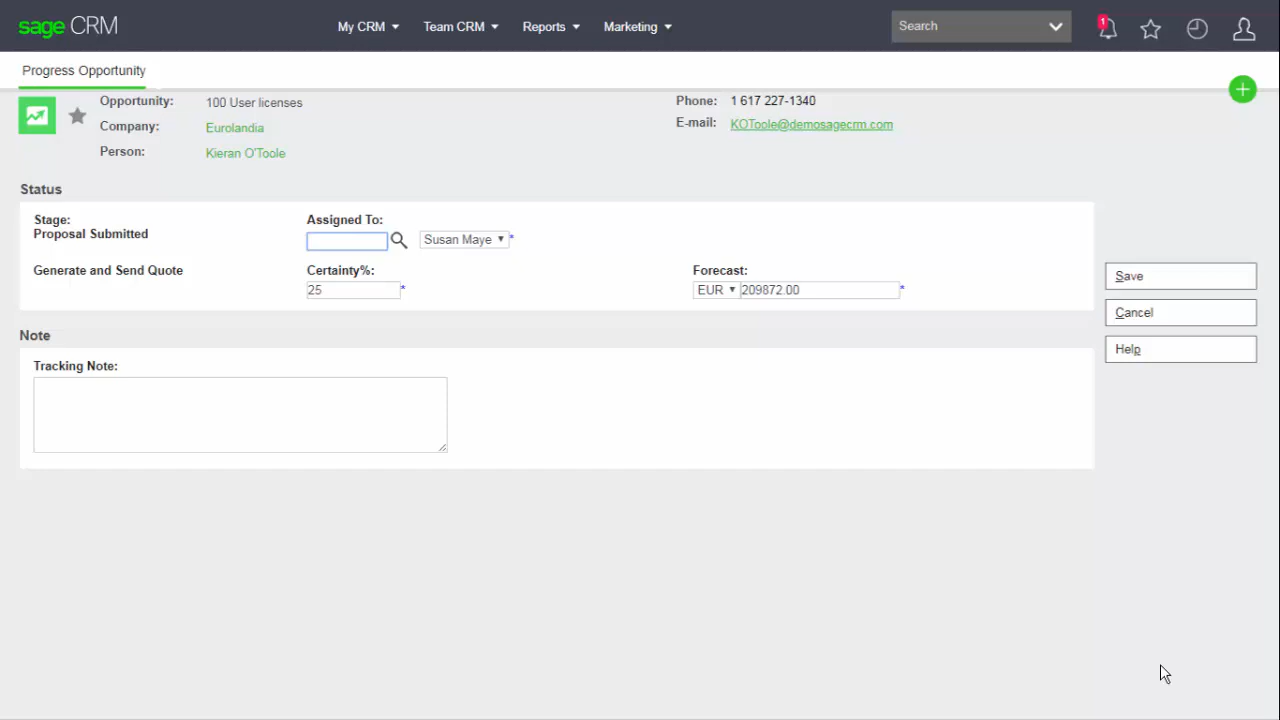 sage CRM My CRM Team CRM Reports Marketing Search 1
Progress Opportunity
Opportunity: 100 User licenses Phone: 1 617 227-1340
Company: Eurolandia E-mail: KOToole@demosagecrm.com
Person: Kieran O'Toole
Status
Stage: Assigned To:
Proposal Submitted Susan Maye *
Generate and Send Quote Certainty%: Forecast:
25 * EUR 209872.00 *
Save
Cancel
Help
Note
Tracking Note: